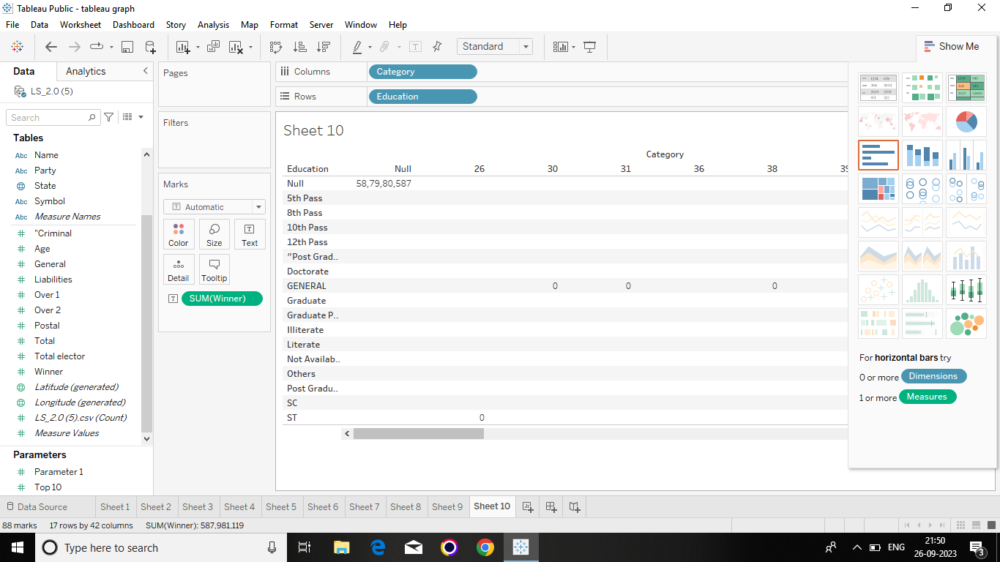 Tableau Public - tableau graph
File Data Worksheet Dashboard Story Analysis Map Format Server Window Help
Standard
Show Me
Data Analytics
LS_2.0 (5)
Search
Tables
Abc Name
Abc Party
State
Abc Symbol
Abc Measure Names
"Criminal
Age
General
Liabilities
Over 1
Over 2
Postal
Total
Total elector
Winner
Latitude (generated)
Longitude (generated)
LS_2.0 (5).csv (Count)
Measure Values
Parameters
Parameter 1
Top 10
Pages
Filters
Marks
Automatic
Color Size Text
Detail Tooltip
SUM(Winner)
Columns Category
Rows Education
Sheet 10
Category
Education Null 26 30 31 36 38 39
Null 58,79,80,587
5th Pass
8th Pass
10th Pass
12th Pass
"Post Grad..
Doctorate
GENERAL 0 0 0
Graduate
Graduate P..
Illiterate
Literate
Not Availab..
Others
Post Gradu..
SC
ST 0
For horizontal bars try
0 or more Dimensions
1 or more Measures
Data Source Sheet 1 Sheet 2 Sheet 3 Sheet 4 Sheet 5 Sheet 6 Sheet 7 Sheet 8 Sheet 9 Sheet 10
88 marks 17 rows by 42 columns SUM(Winner): 587,981,119
Type here to search
ENG
21:50
26-09-2023
3